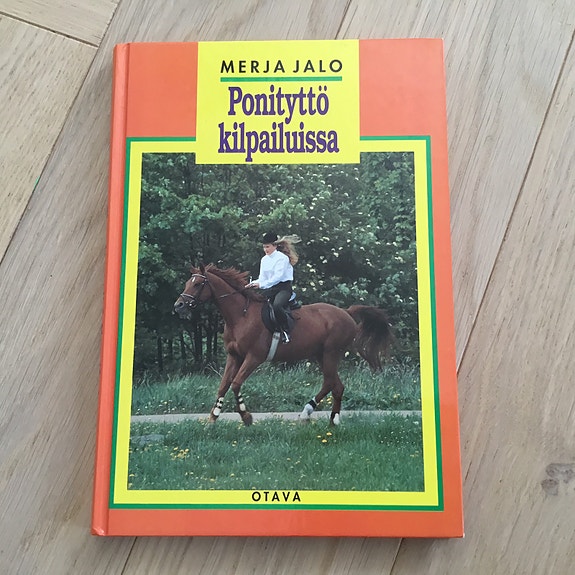 MERJA JALO
Ponityttö
kilpailuissa
OTAVA